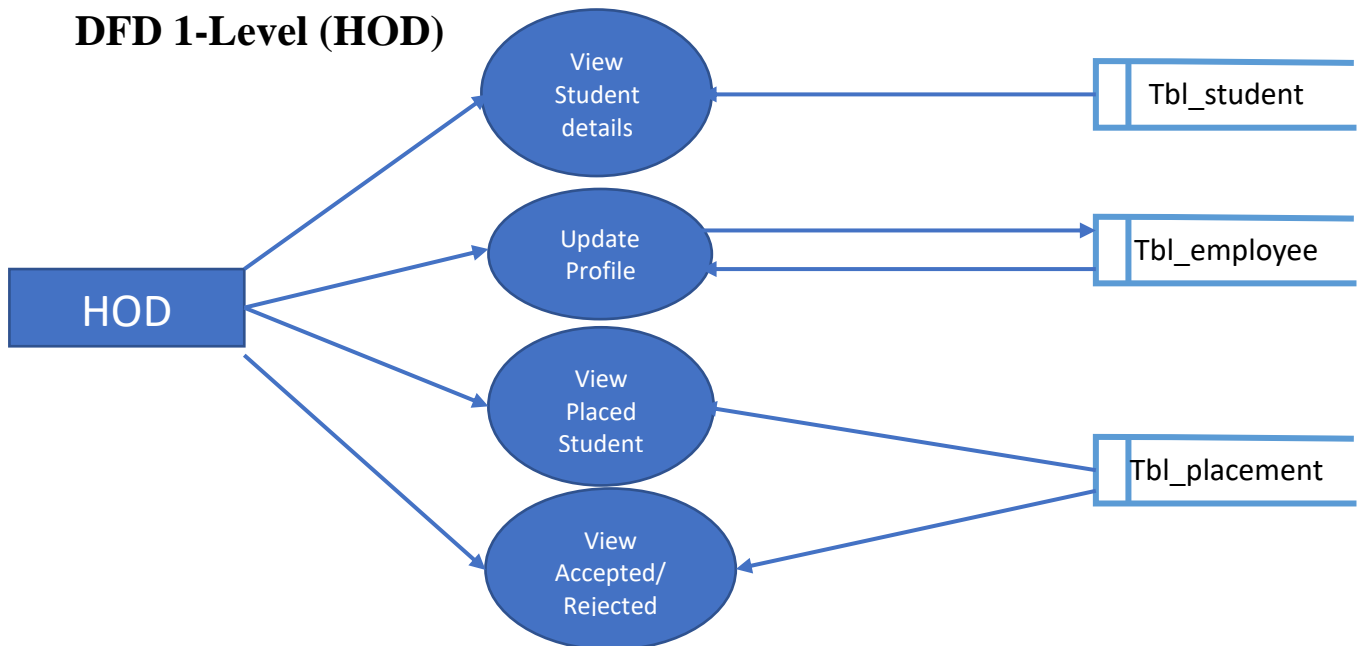 DFD 1-Level (HOD)
View
Student
details
Tbl_student
Update
Profile
Tbl_employee
HOD
View
Placed
Student
Tbl_placement
View
Accepted/
Rejected